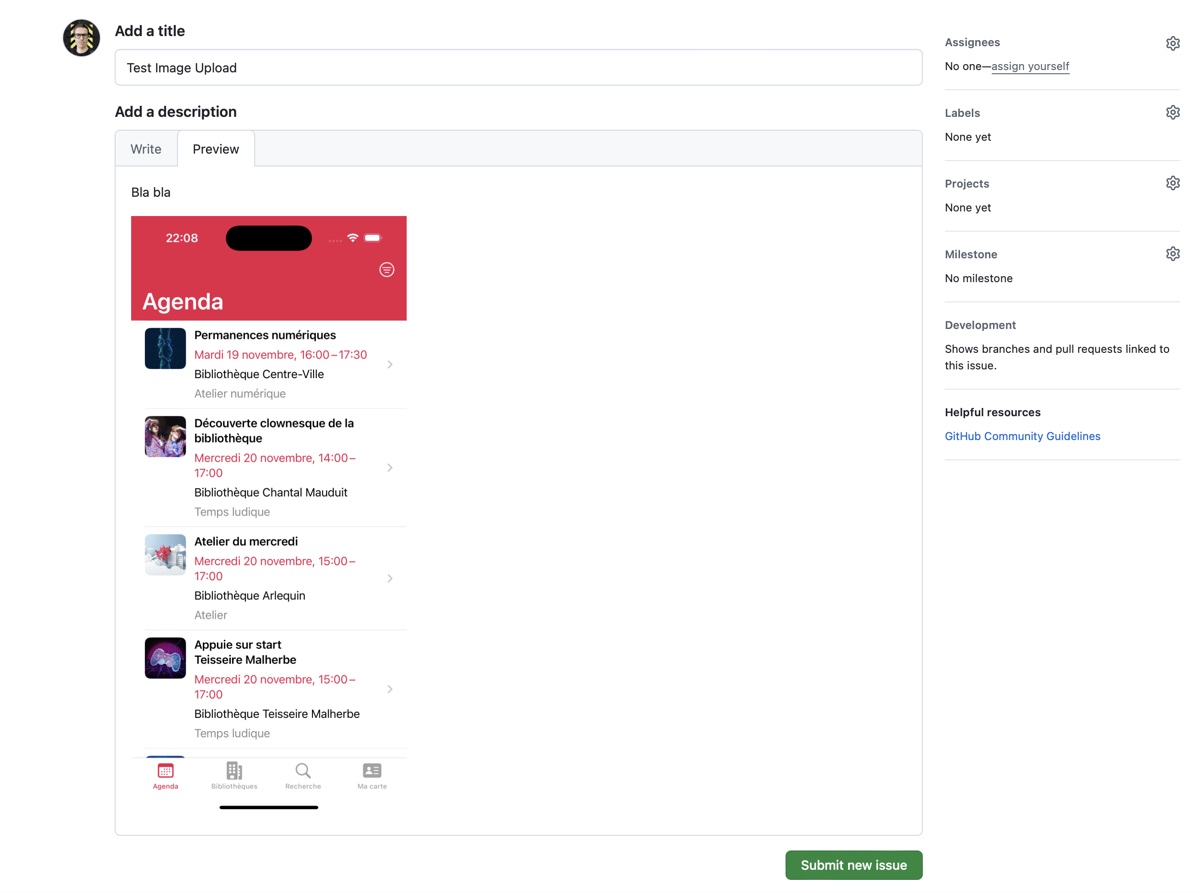 Add a title
Test Image Upload
Add a description
Write
Preview
Bla bla
22:08
Agenda
Permanences numériques
Mardi 19 novembre, 16:00–17:30
Bibliothèque Centre-Ville
Atelier numérique
Découverte clownesque de la
bibliothèque
Mercredi 20 novembre, 14:00–
17:00
Bibliothèque Chantal Mauduit
Temps ludique
Atelier du mercredi
Mercredi 20 novembre, 15:00–
17:00
Bibliothèque Arlequin
Atelier
Appuie sur start
Teisseire Malherbe
Mercredi 20 novembre, 15:00–
17:00
Bibliothèque Teisseire Malherbe
Temps ludique
Agenda
Bibliothèques
Recherche
Ma carte
Submit new issue
Assignees
No one—assign yourself
Labels
None yet
Projects
None yet
Milestone
No milestone
Development
Shows branches and pull requests linked to
this issue.
Helpful resources
GitHub Community Guidelines